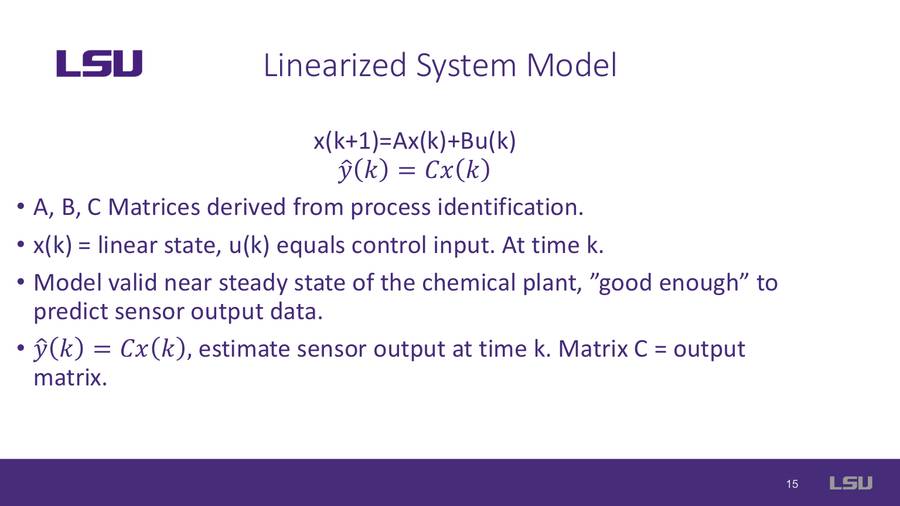 LSU
Linearized System Model
x(k+1)=Ax(k)+Bu(k)
𝑦̂(𝑘) = 𝐶𝑥(𝑘)
• A, B, C Matrices derived from process identification.
• x(k) = linear state, u(k) equals control input. At time k.
• Model valid near steady state of the chemical plant, ”good enough” to
predict sensor output data.
• 𝑦̂(𝑘) = 𝐶𝑥(𝑘), estimate sensor output at time k. Matrix C = output
matrix.
15
LSU